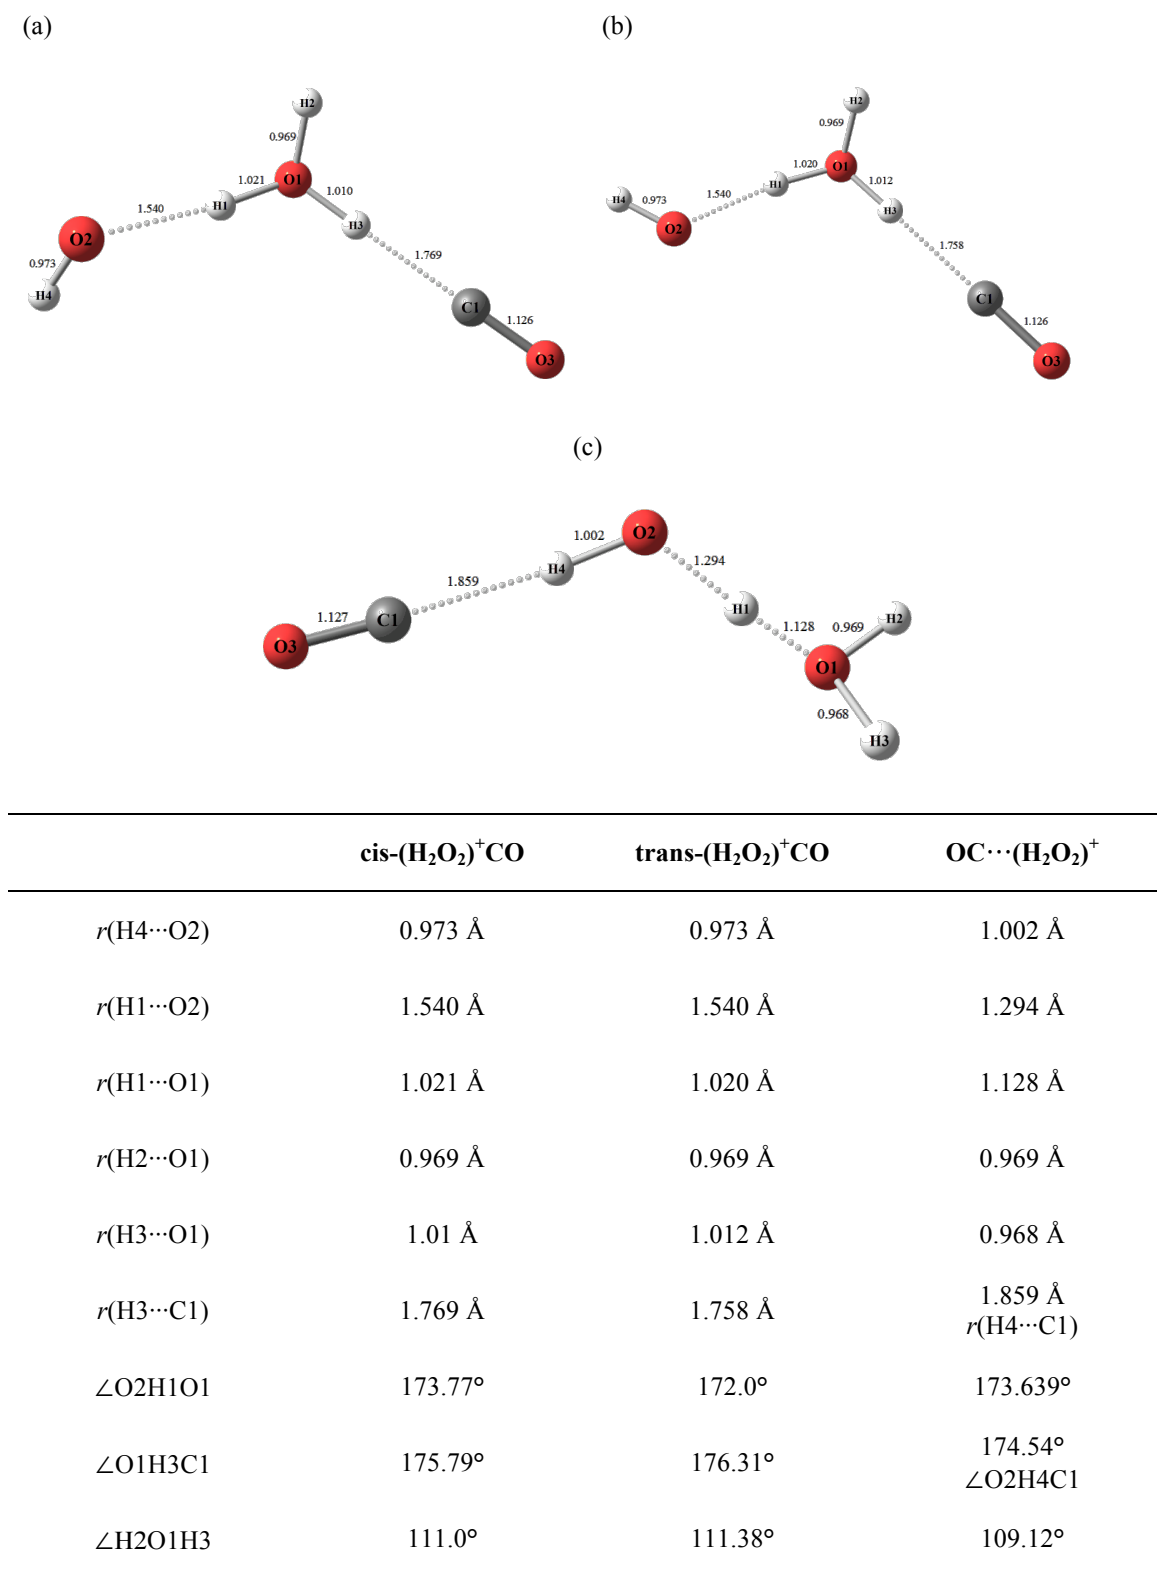 (a)
(b)
H2
0.969
O1
1.021
1.010
H1
H3
1.540
O2
0.973
H4
1.769
C1
1.126
O3
H2
0.969
O1
1.020
1.012
H1
H3
H4
0.973
1.540
O2
1.758
C1
1.126
O3
(c)
1.002
O2
H4
1.294
1.859
H1
1.127
C1
1.128
0.969
H2
O3
O1
0.968
H3
cis-(H₂O₂)⁺CO trans-(H₂O₂)⁺CO OC···(H₂O₂)⁺
r(H4···O2) 0.973 Å 0.973 Å 1.002 Å
r(H1···O2) 1.540 Å 1.540 Å 1.294 Å
r(H1···O1) 1.021 Å 1.020 Å 1.128 Å
r(H2···O1) 0.969 Å 0.969 Å 0.969 Å
r(H3···O1) 1.01 Å 1.012 Å 0.968 Å
r(H3···C1) 1.769 Å 1.758 Å 1.859 Å
r(H4···C1)
∠O2H1O1 173.77° 172.0° 173.639°
∠O1H3C1 175.79° 176.31° 174.54°
∠O2H4C1
∠H2O1H3 111.0° 111.38° 109.12°